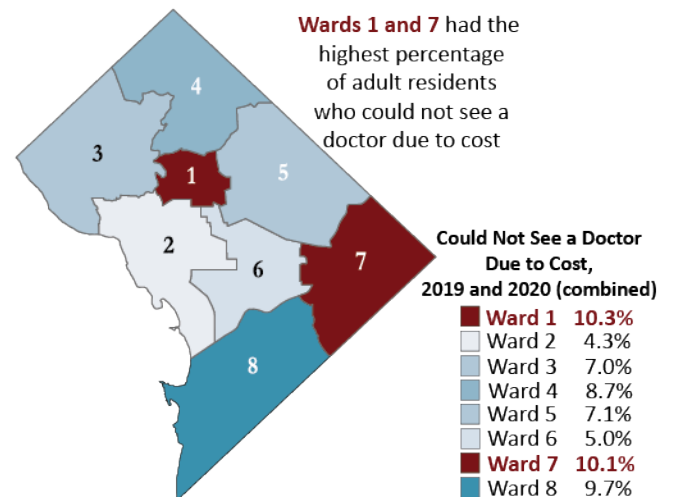 Wards 1 and 7 had the
highest percentage
of adult residents
who could not see a
doctor due to cost
4
3
1
5
2
6
7
8
Could Not See a Doctor
Due to Cost,
2019 and 2020 (combined)
Ward 1 10.3%
Ward 2 4.3%
Ward 3 7.0%
Ward 4 8.7%
Ward 5 7.1%
Ward 6 5.0%
Ward 7 10.1%
Ward 8 9.7%